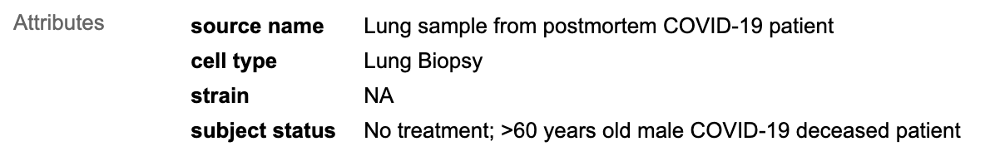 Attributes
source name Lung sample from postmortem COVID-19 patient
cell type Lung Biopsy
strain NA
subject status No treatment; >60 years old male COVID-19 deceased patient